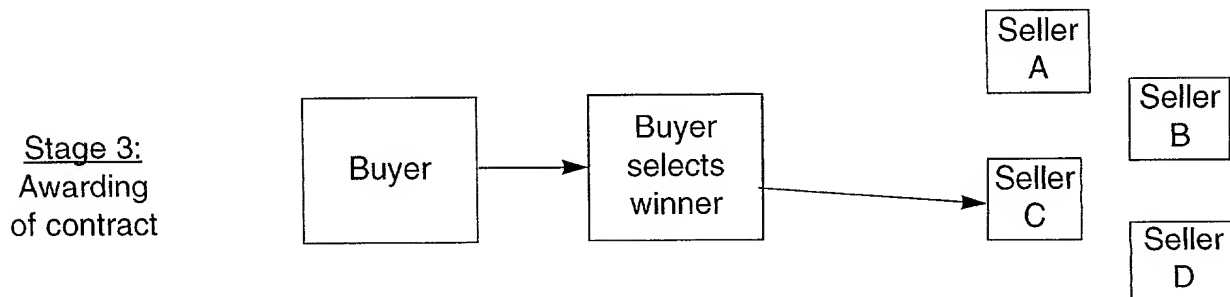 Stage 3:
Awarding
of contract
Buyer
Buyer
selects
winner
Seller
A
Seller
B
Seller
C
Seller
D